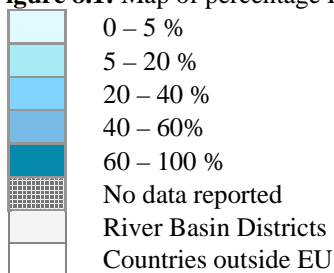 0 – 5 %
5 – 20 %
20 – 40 %
40 – 60%
60 – 100 %
No data reported
River Basin Districts
Countries outside EU